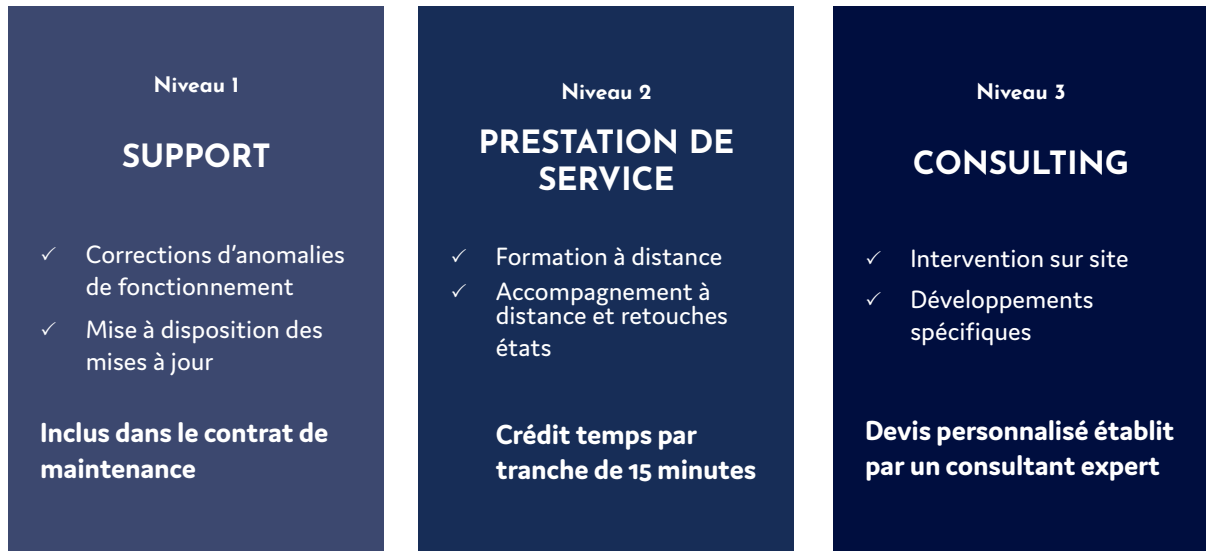 Niveau 1
SUPPORT
✓ Corrections d'anomalies
de fonctionnement
✓ Mise à disposition des
mises à jour
Inclus dans le contrat de
maintenance
Niveau 2
PRESTATION DE
SERVICE
✓ Formation à distance
✓ Accompagnement à
distance et retouches
états
Crédit temps par
tranche de 15 minutes
Niveau 3
CONSULTING
✓ Intervention sur site
✓ Développements
spécifiques
Devis personnalisé établit
par un consultant expert